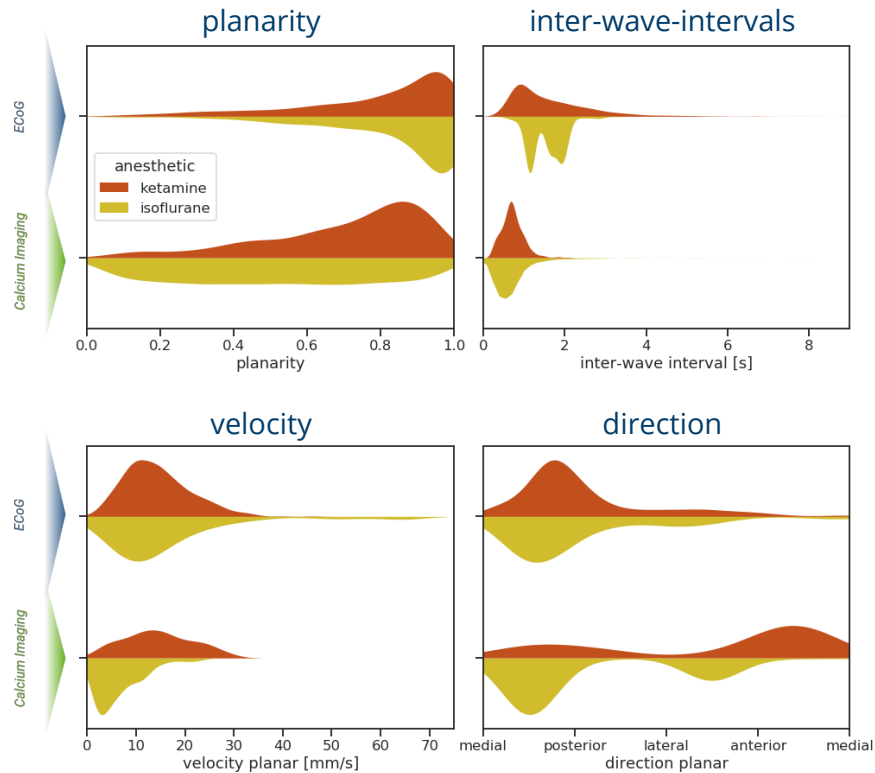 planarity
inter-wave-intervals
ECoG
Calcium Imaging
anesthetic
ketamine
isoflurane
0.0 0.2 0.4 0.6 0.8 1.0
planarity
0 2 4 6 8
inter-wave interval [s]
velocity
direction
ECoG
Calcium Imaging
0 10 20 30 40 50 60 70
velocity planar [mm/s]
medial posterior lateral anterior medial
direction planar